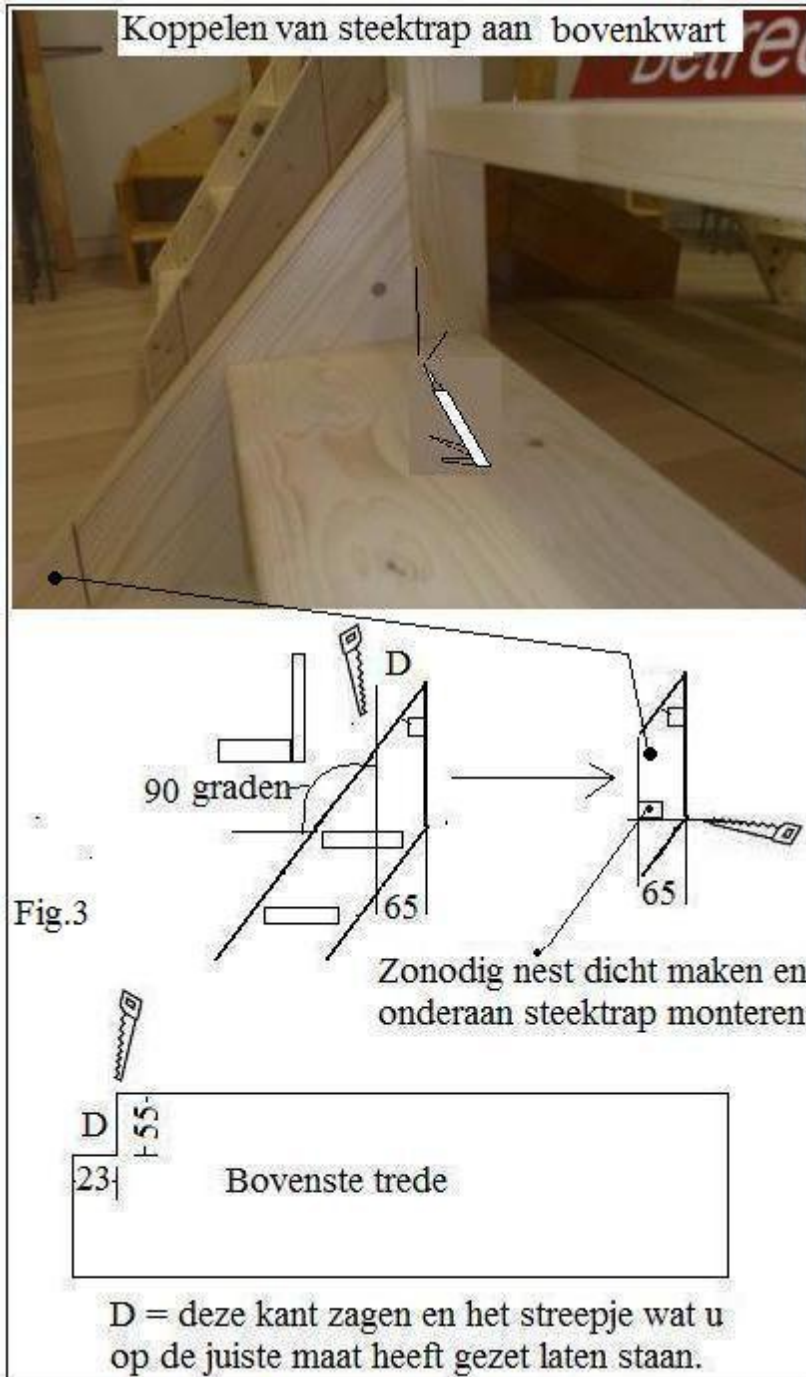 Koppelen van steektrap aan bovenkwart
Betree
D
90 graden
65
65
Fig.3
Zonodig nest dicht maken en
onderaan steektrap monteren
D
55
23
Bovenste trede
D = deze kant zagen en het streepje wat u
op de juiste maat heeft gezet laten staan.